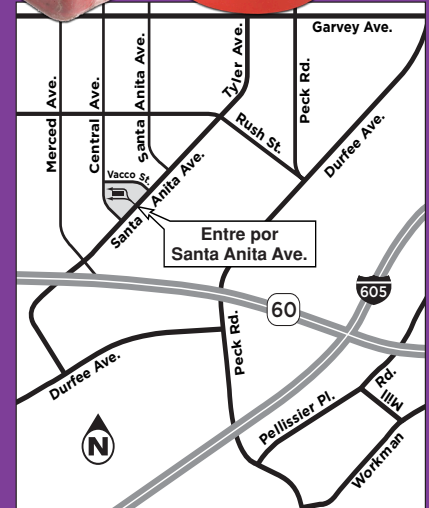 Garvey Ave.
Merced Ave.
Central Ave.
Santa Anita Ave.
Tyler Ave.
Peck Rd.
Rush St.
Durfee Ave.
Vacco St.
Santa Anita Ave.
Entre por
Santa Anita Ave.
605
60
Peck Rd.
Durfee Ave.
Pellissier Pl.
Mill Rd.
Workman
N